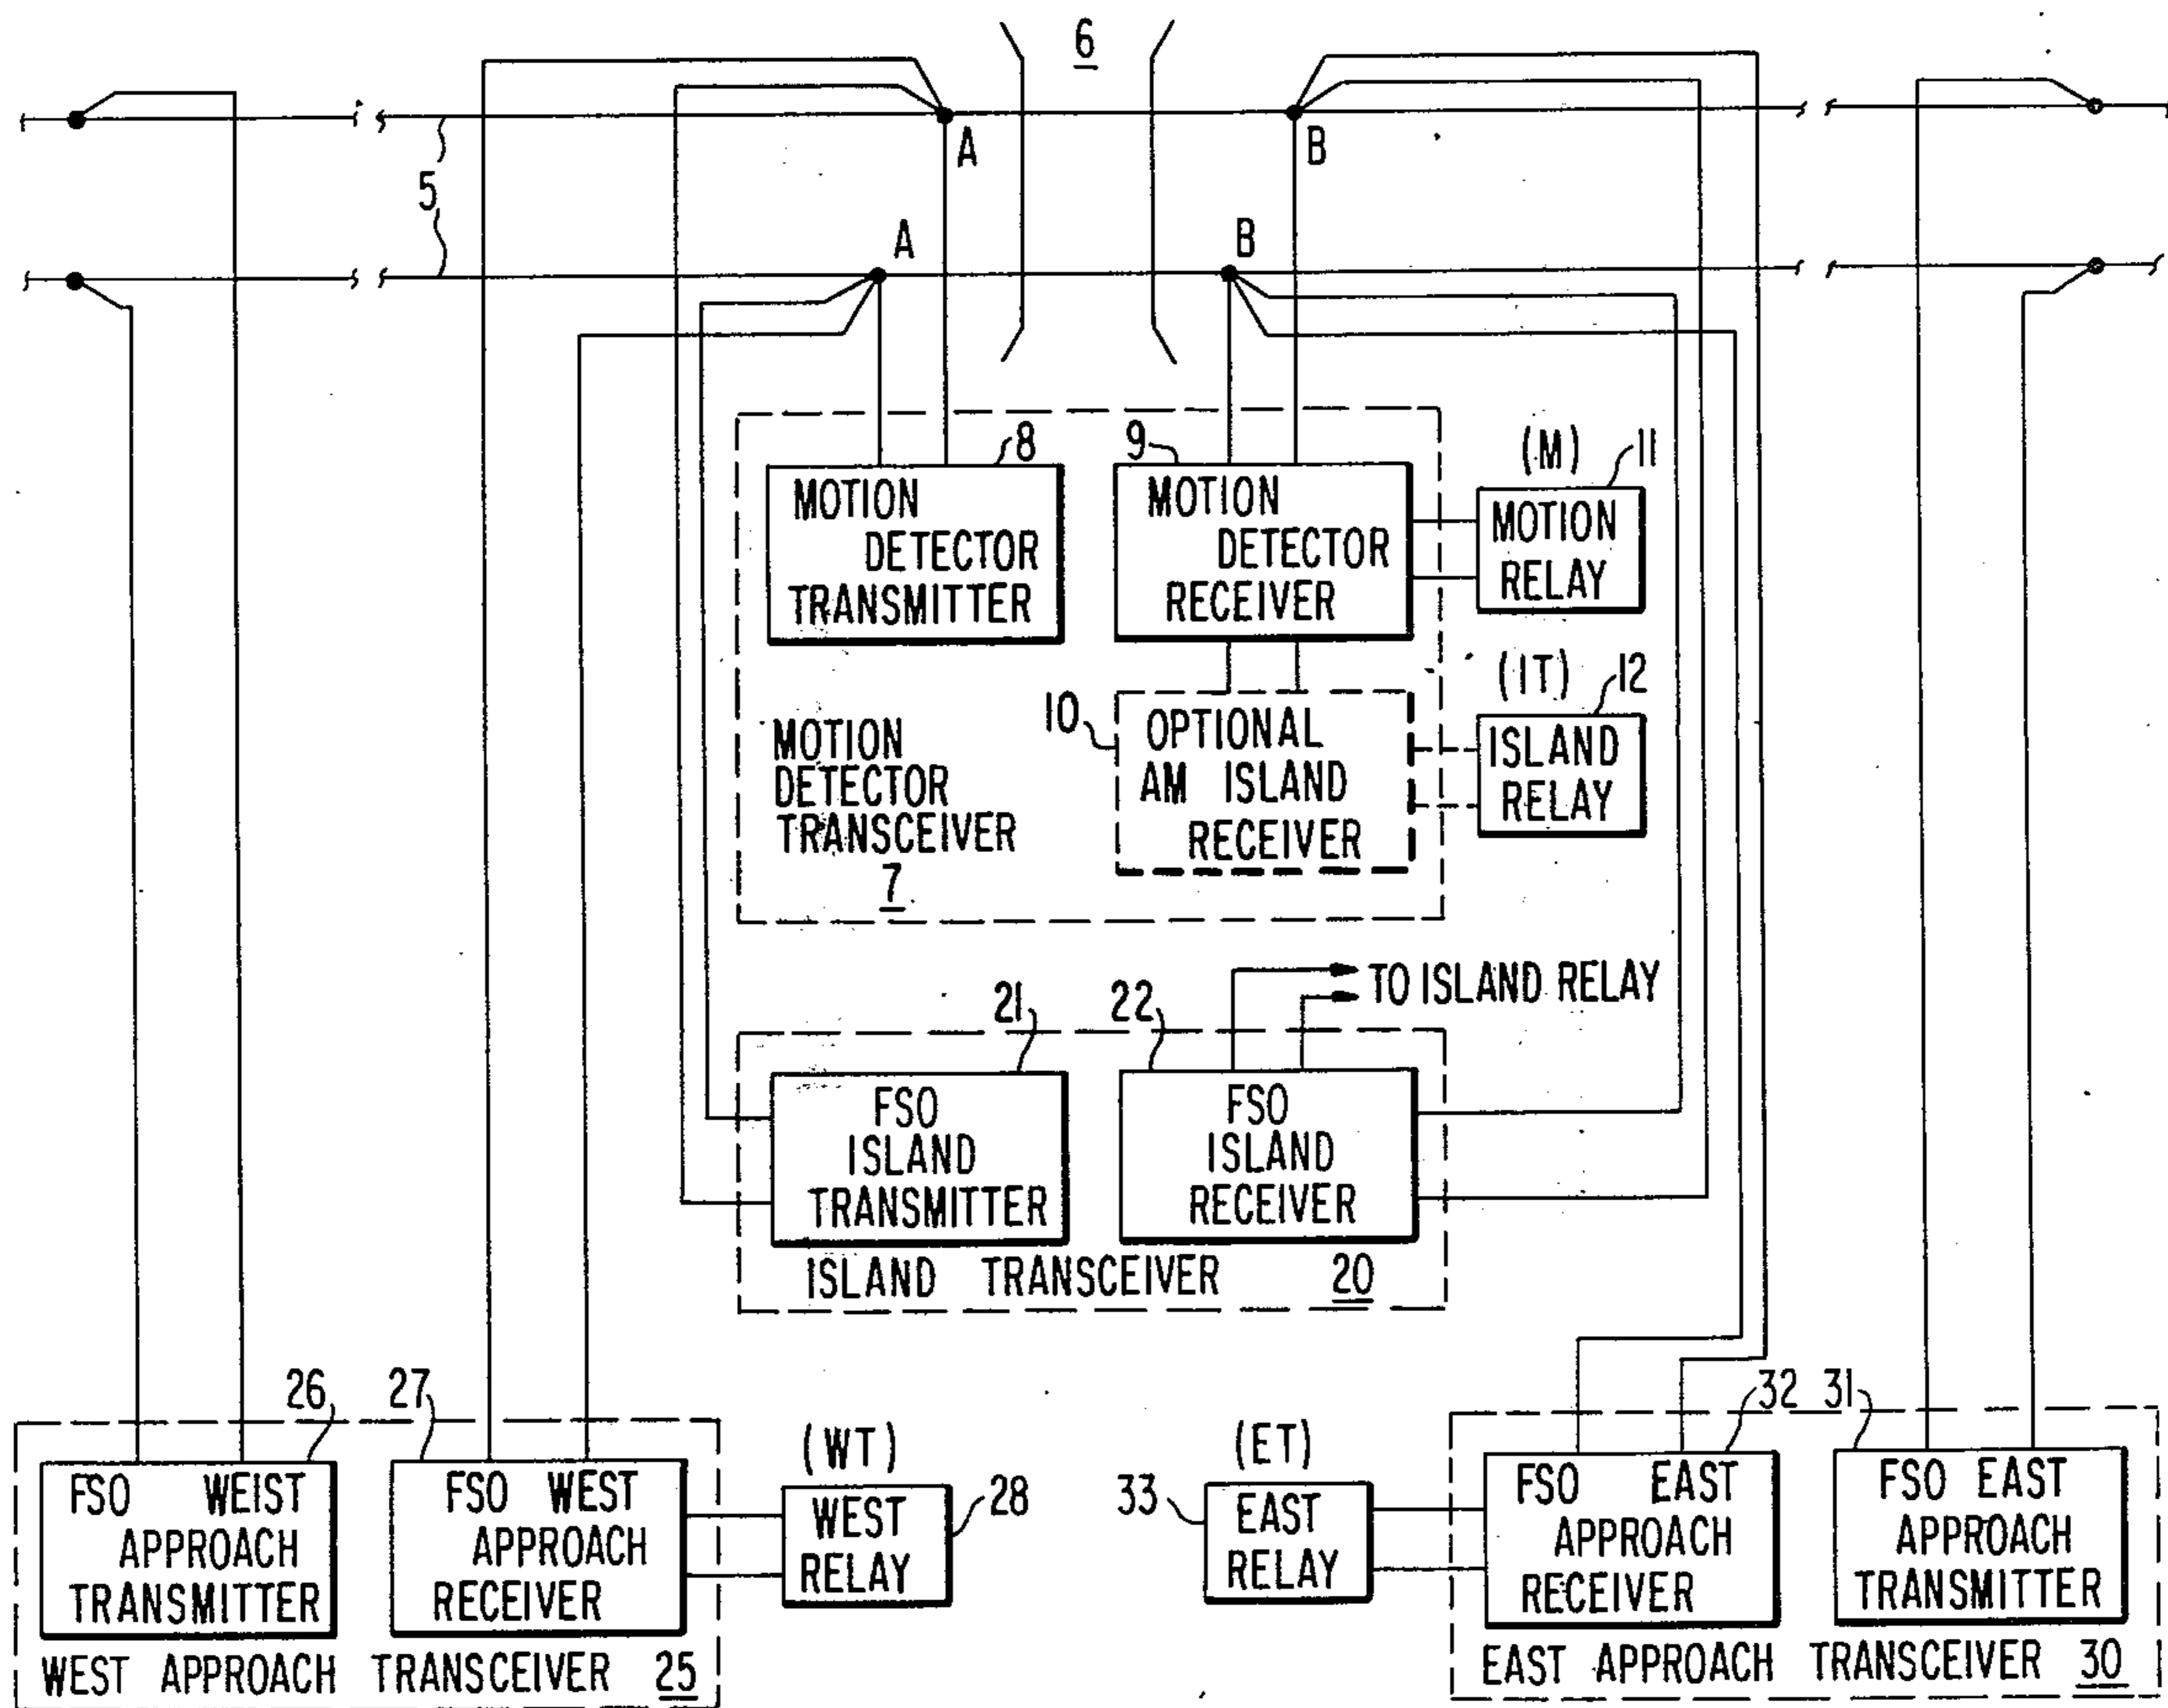 6
A
B
5
A
B
8
9
(M)
11
MOTION
DETECTOR
TRANSMITTER
MOTION
DETECTOR
RECEIVER
MOTION
RELAY
(IT)
12
10
OPTIONAL
AM ISLAND
RECEIVER
ISLAND
RELAY
MOTION
DETECTOR
TRANSCEIVER
7
TO ISLAND RELAY
21
22
FSO
ISLAND
TRANSMITTER
FSO
ISLAND
RECEIVER
ISLAND TRANSCEIVER 20
26
27
(WT)
(ET)
32
31
FSO WEIST
APPROACH
TRANSMITTER
FSO WEST
APPROACH
RECEIVER
WEST
RELAY
28
33
EAST
RELAY
FSO EAST
APPROACH
RECEIVER
FSO EAST
APPROACH
TRANSMITTER
WEST APPROACH TRANSCEIVER 25
EAST APPROACH TRANSCEIVER 30